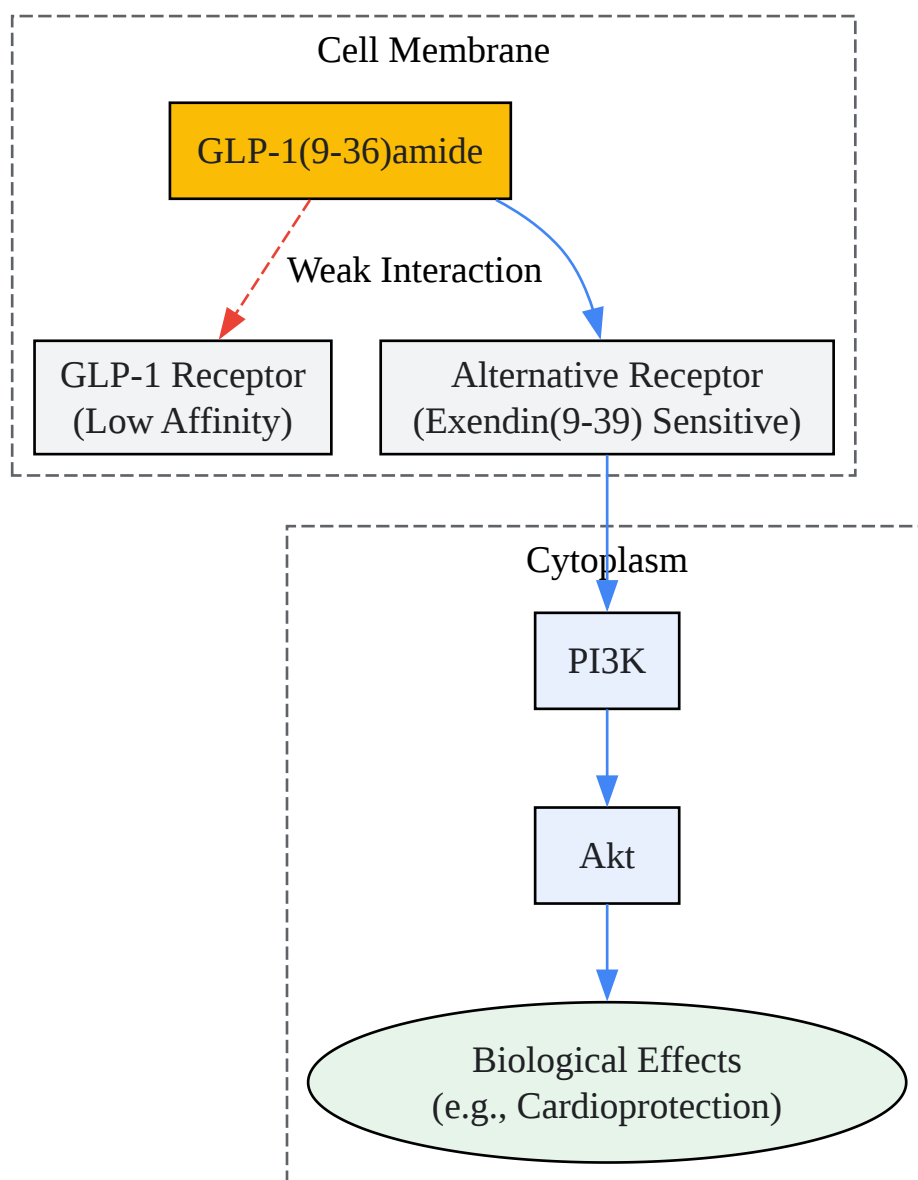 Cell Membrane
GLP-1(9-36)amide
Weak Interaction
GLP-1 Receptor
(Low Affinity)
Alternative Receptor
(Exendin(9-39) Sensitive)
Cytoplasm
PI3K
Akt
Biological Effects
(e.g., Cardioprotection)